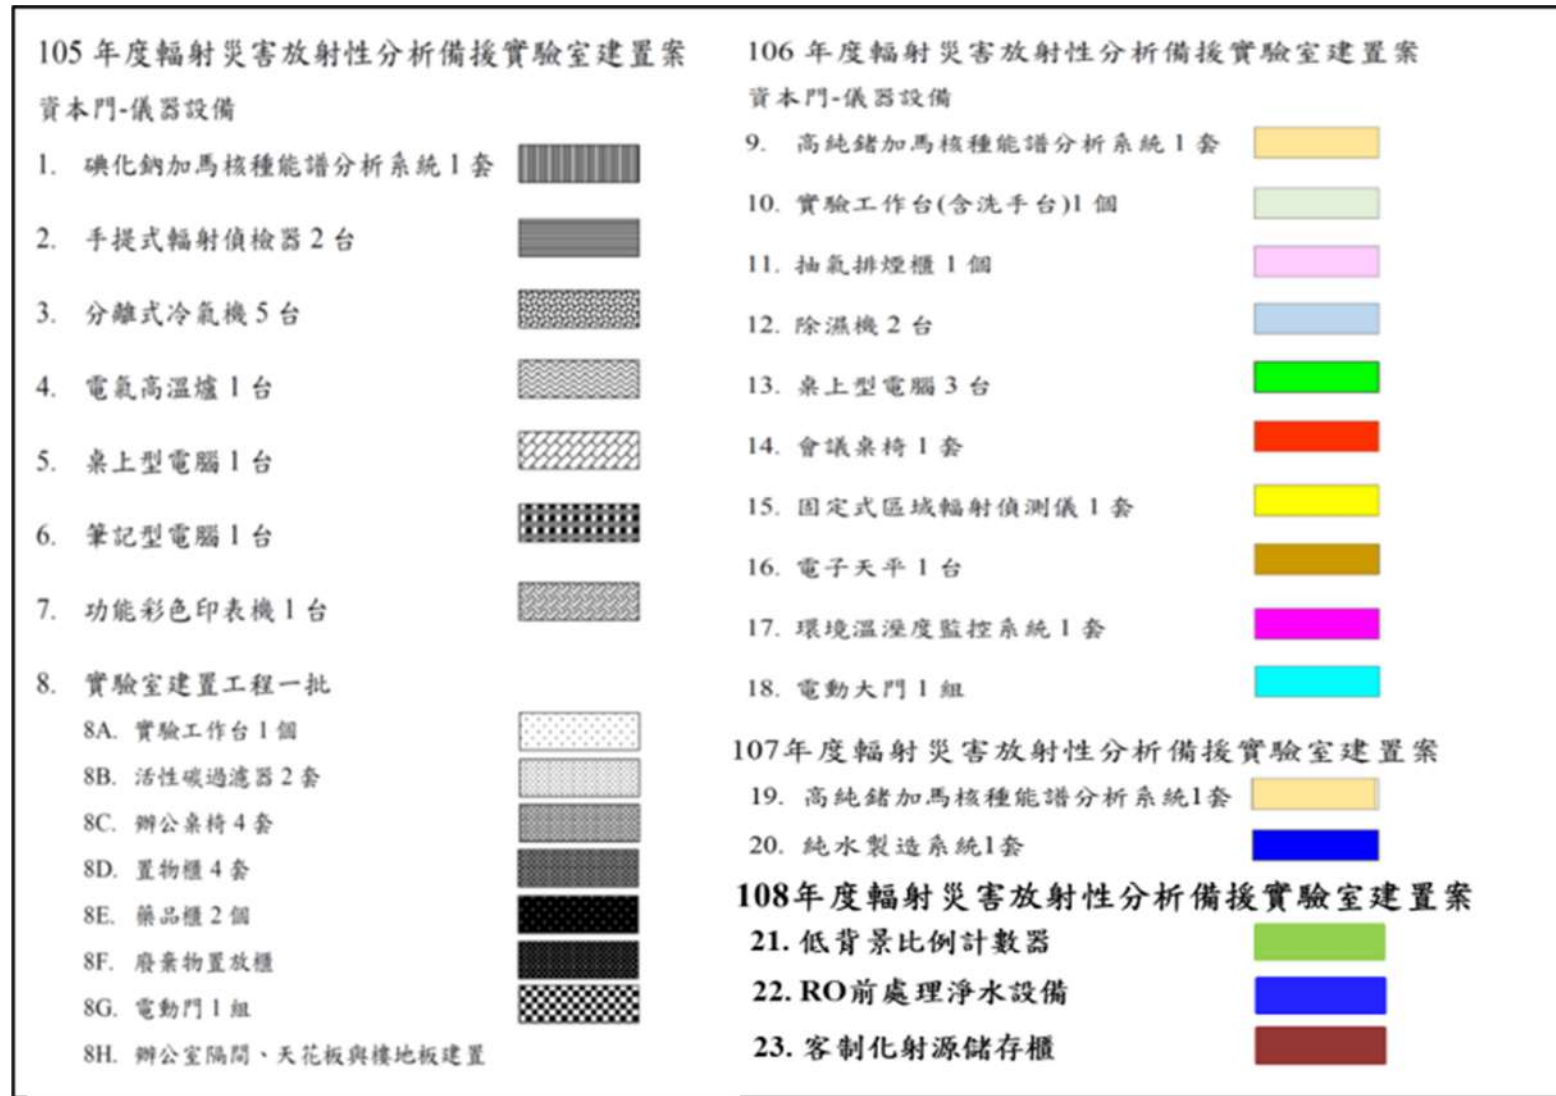 105 年度輻射災害放射性分析備援實驗室建置案
資本門-儀器設備
1. 碘化鈉加馬核種能譜分析系統 1 套
2. 手提式輻射偵檢器 2 台
3. 分離式冷氣機 5 台
4. 電氣高溫爐 1 台
5. 桌上型電腦 1 台
6. 筆記型電腦 1 台
7. 功能彩色印表機 1 台
8. 實驗室建置工程一批
8A. 實驗工作台 1 個
8B. 活性碳過濾器 2 套
8C. 辦公桌椅 4 套
8D. 置物櫃 4 套
8E. 藥品櫃 2 個
8F. 廢棄物置放櫃
8G. 電動門 1 組
8H. 辦公室隔間、天花板與樓地板建置
106 年度輻射災害放射性分析備援實驗室建置案
資本門-儀器設備
9. 高純鍺加馬核種能譜分析系統 1 套
10. 實驗工作台(含洗手台)1 個
11. 抽氣排煙櫃 1 個
12. 除濕機 2 台
13. 桌上型電腦 3 台
14. 會議桌椅 1 套
15. 固定式區域輻射偵測儀 1 套
16. 電子天平 1 台
17. 環境溫溼度監控系統 1 套
18. 電動大門 1 組
107年度輻射災害放射性分析備援實驗室建置案
19. 高純鍺加馬核種能譜分析系統1套
20. 純水製造系統1套
108年度輻射災害放射性分析備援實驗室建置案
21. 低背景比例計數器
22. RO前處理淨水設備
23. 客制化射源儲存櫃